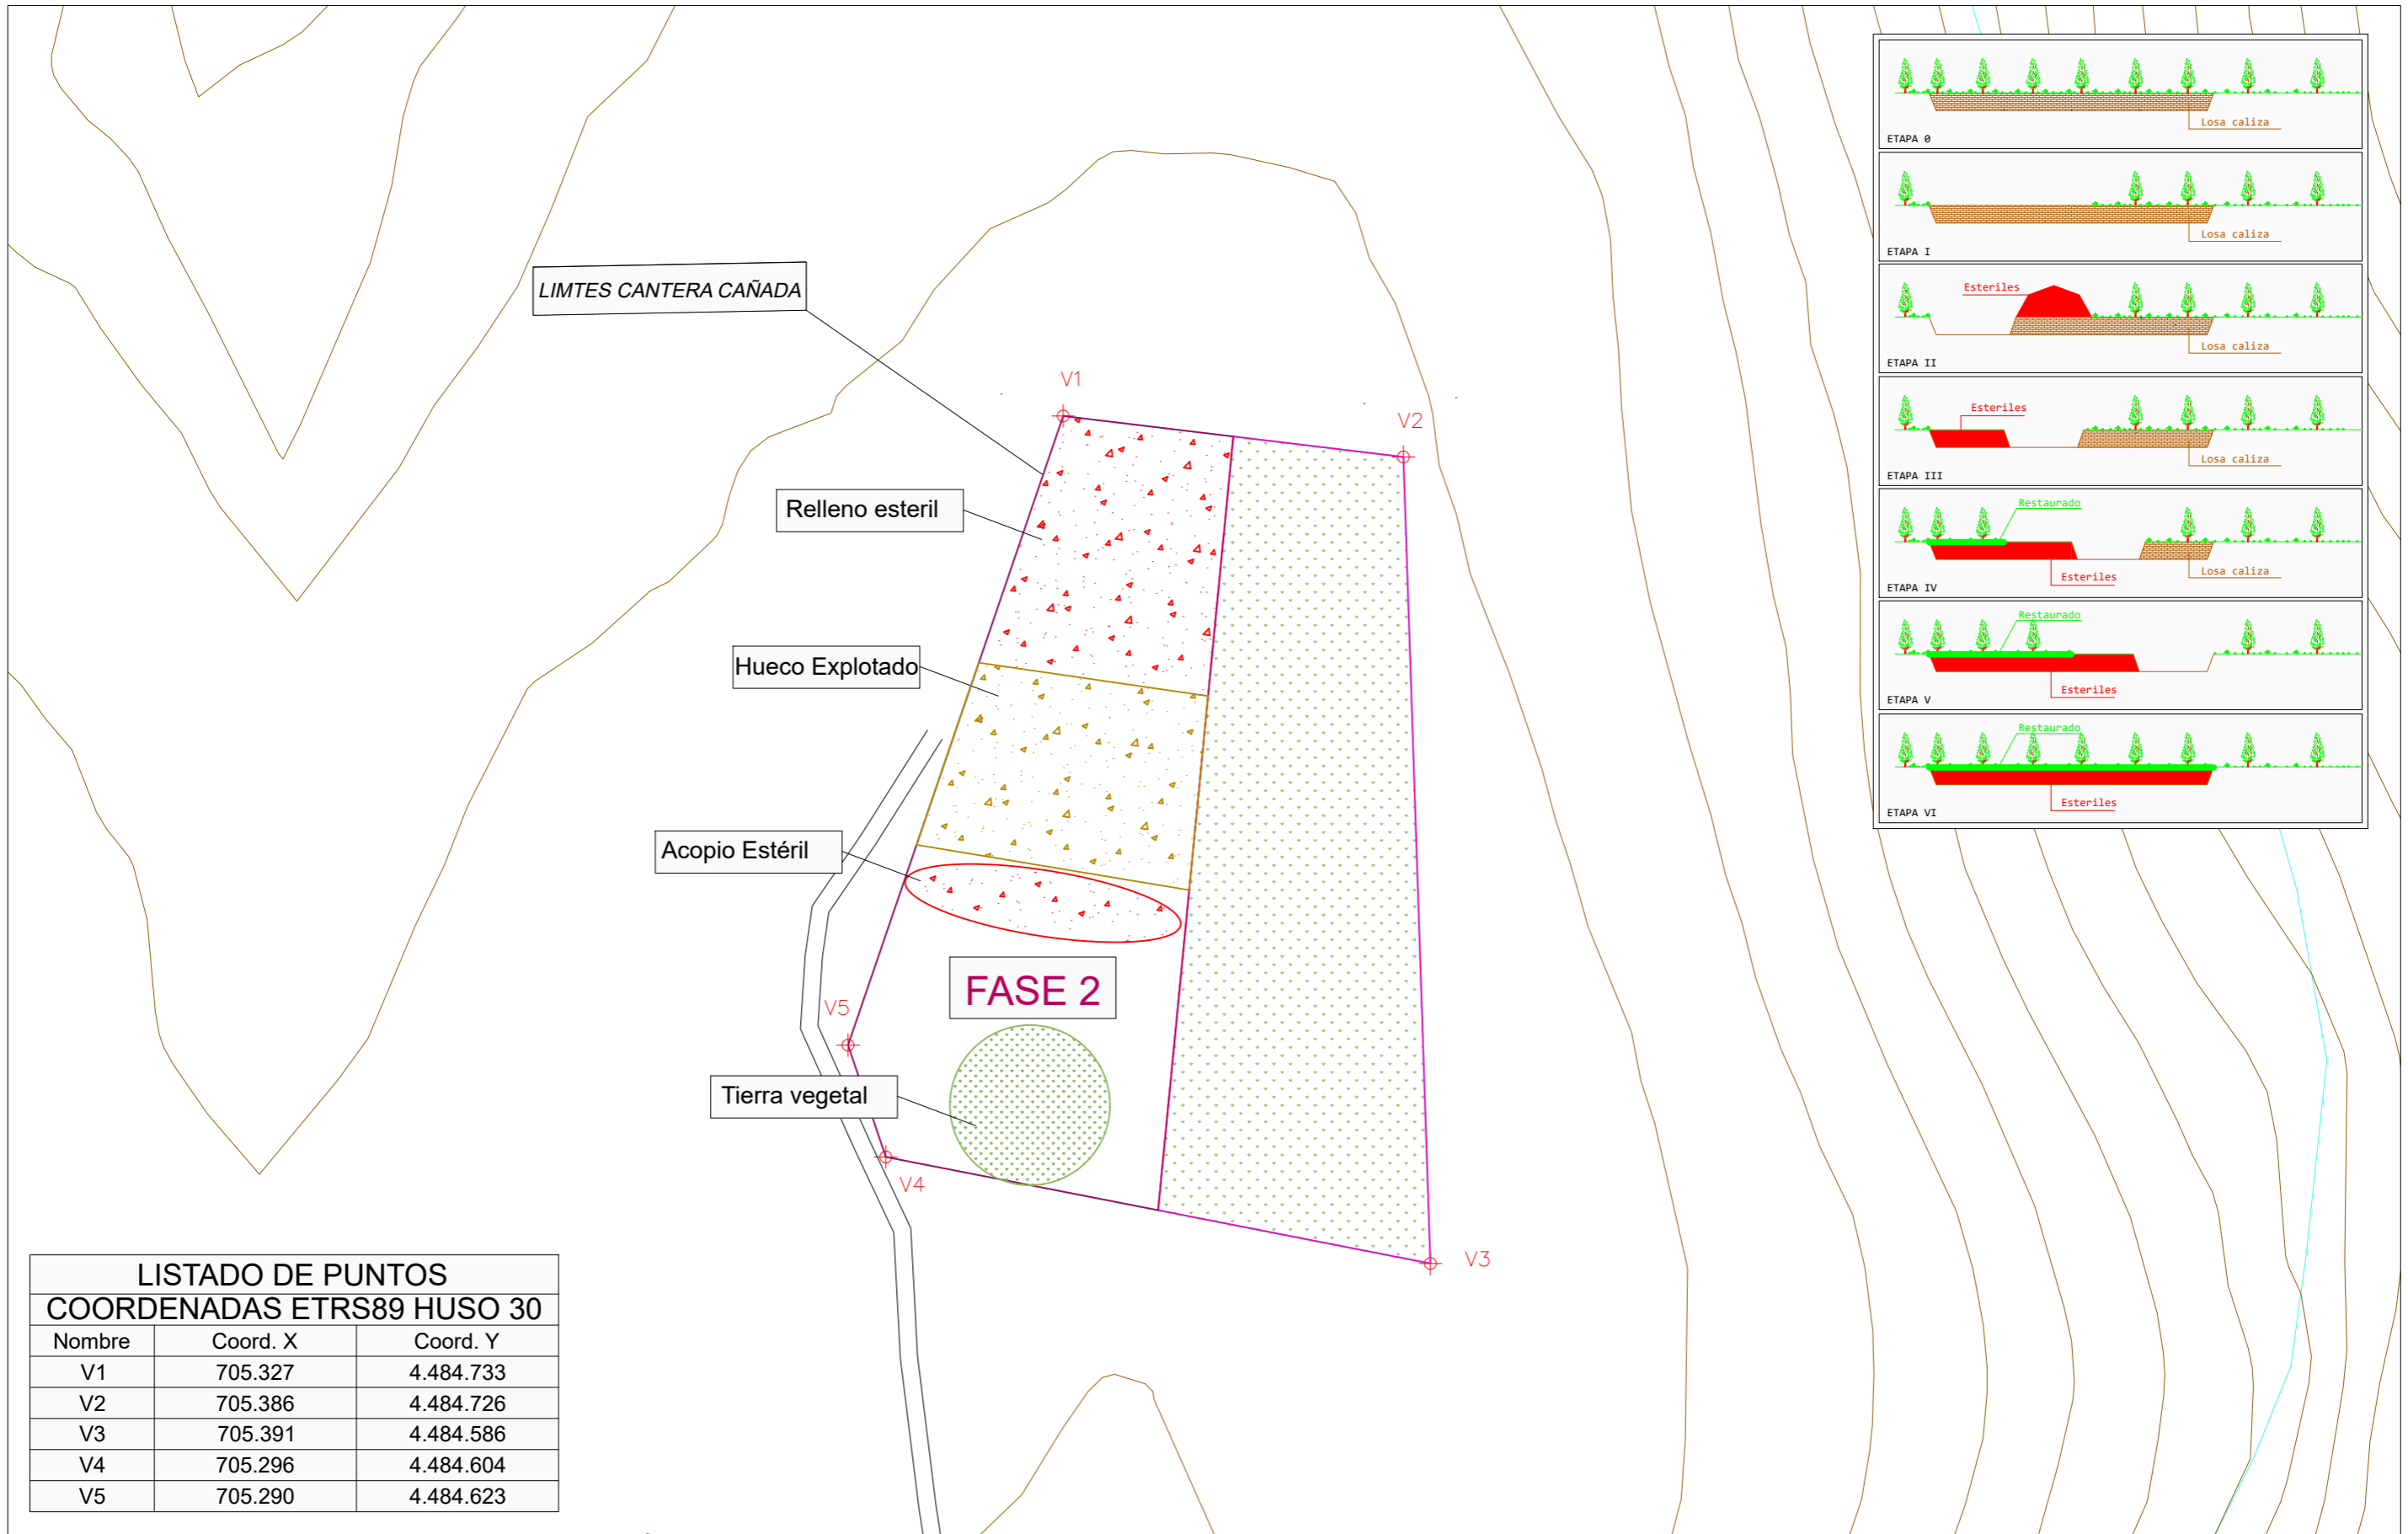 LIMTES CANTERA CAÑADA
V1
V2
Relleno esteril
Hueco Explotado
Acopio Estéril
FASE 2
V5
Tierra vegetal
V4
V3
Losa caliza
ETAPA 0
Losa caliza
ETAPA I
Esteriles
Losa caliza
ETAPA II
Esteriles
Losa caliza
ETAPA III
Restaurado
Losa caliza
Esteriles
ETAPA IV
Restaurado
Esteriles
ETAPA V
Restaurado
Esteriles
ETAPA VI
LISTADO DE PUNTOS
COORDENADAS ETRS89 HUSO 30
Nombre Coord. X Coord. Y
V1 705.327 4.484.733
V2 705.386 4.484.726
V3 705.391 4.484.586
V4 705.296 4.484.604
V5 705.290 4.484.623